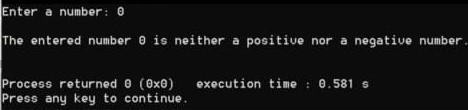 Enter a number: 0
The entered number 0 is neither a positive nor a negative number.
Process returned 0 (0x0)   execution time : 0.581 s
Press any key to continue.